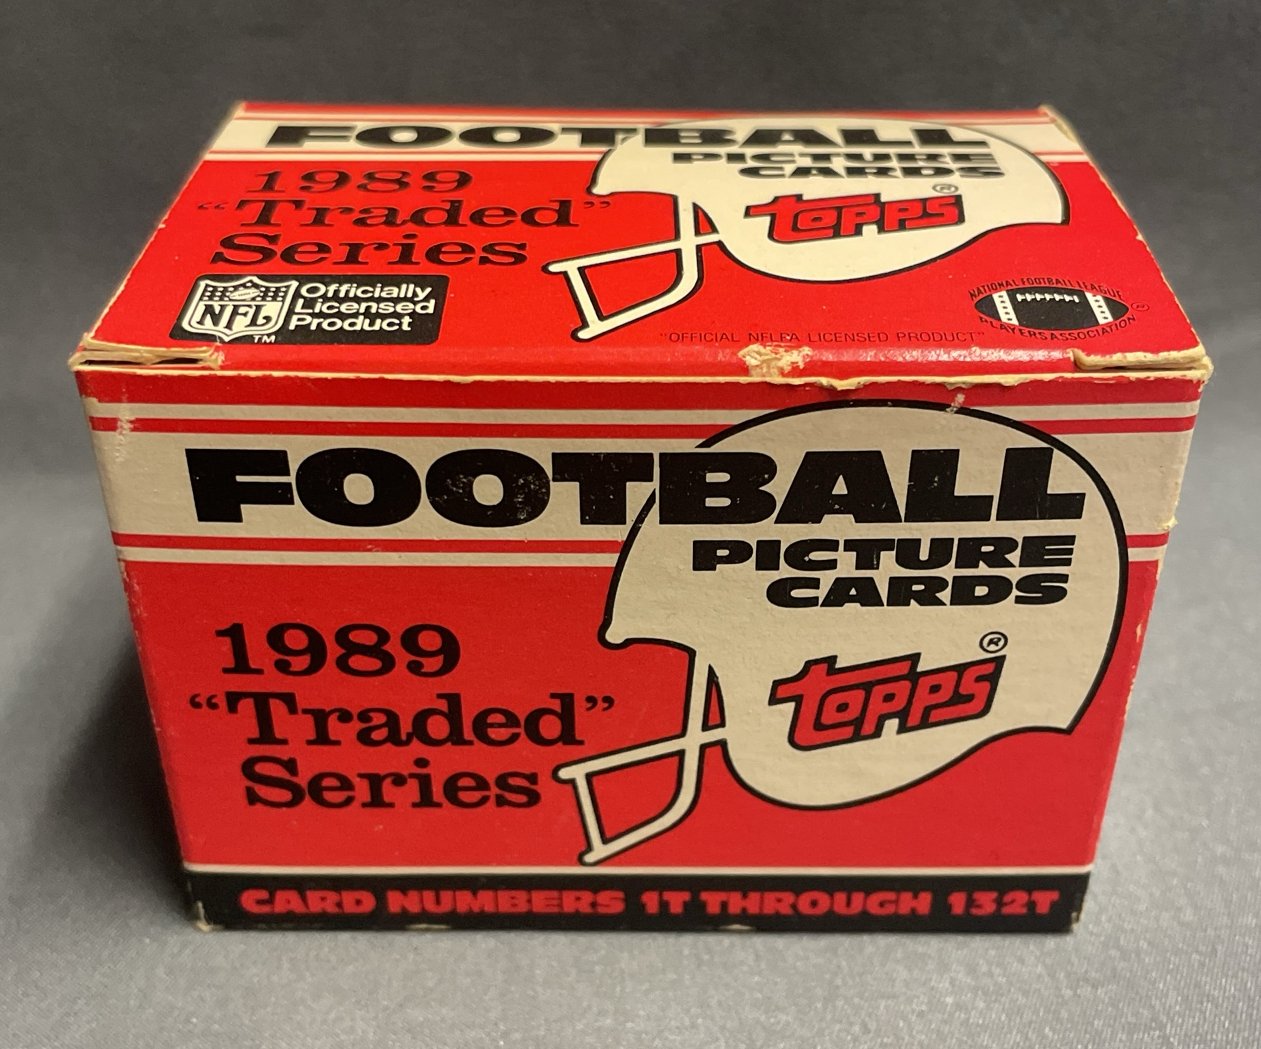 FOOTBALL
PICTURE
CARDS
1989
"Traded"
Series
topps ®
NFL
Officially
Licensed
Product
TM
NATIONAL FOOTBALL LEAGUE
PLAYERS ASSOCIATION ®
"OFFICIAL NFLPA LICENSED PRODUCT"
FOOTBALL
PICTURE
CARDS
1989
“Traded”
Series
topps ®
CARD NUMBERS 1T THROUGH 132T